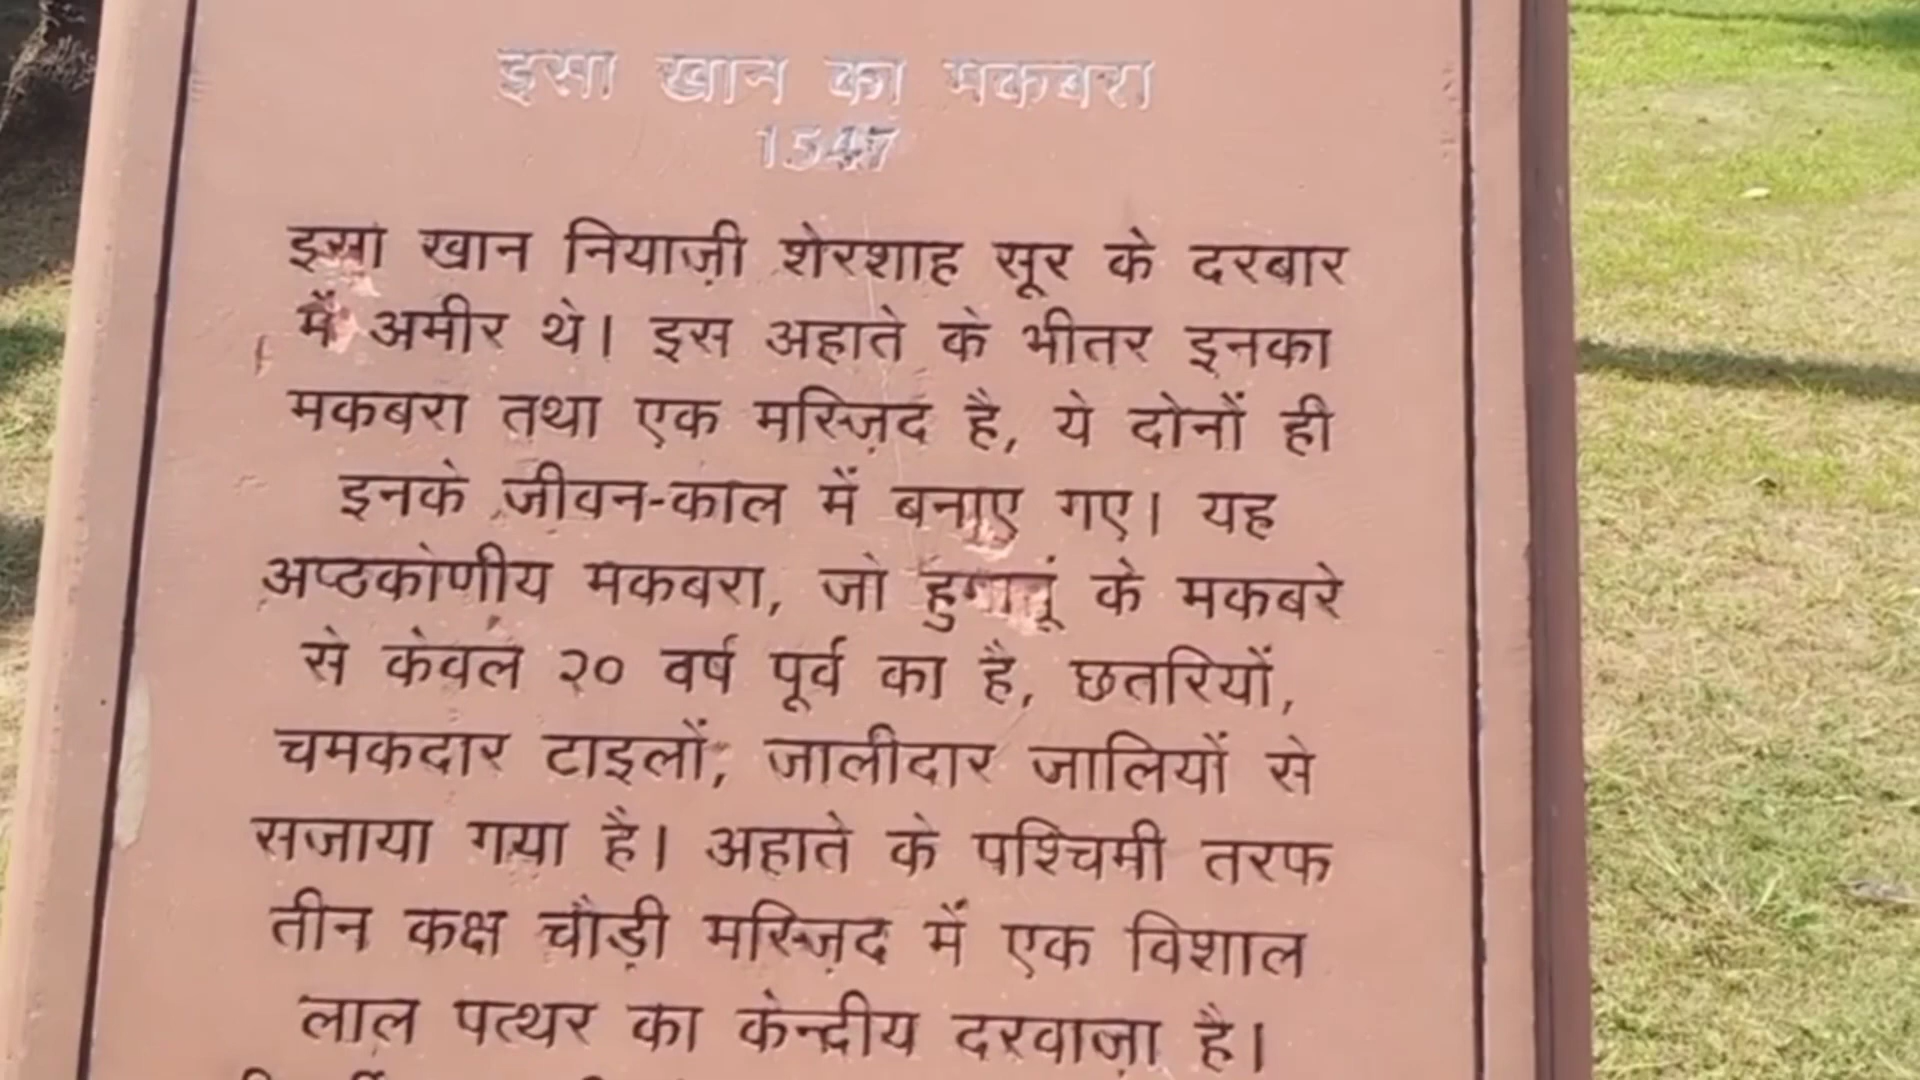 इसा खान का मकबरा
1547
इसा खान नियाज़ी शेरशाह सूर के दरबार
में अमीर थे। इस अहाते के भीतर इनका
मकबरा तथा एक मस्ज़िद है, ये दोनों ही
इनके जीवन-काल में बनाए गए। यह
अष्ठकोणीय मकबरा, जो हुमायूं के मकबरे
से केवल २० वर्ष पूर्व का है, छतरियों,
चमकदार टाइलों, जालीदार जालियों से
सजाया गया है। अहाते के पश्चिमी तरफ
तीन कक्ष चौड़ी मस्ज़िद में एक विशाल
लाल पत्थर का केन्द्रीय दरवाज़ा है।